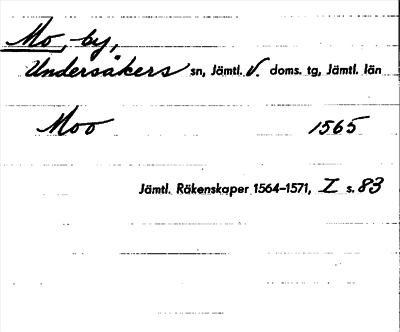 Mo, by,
Undersåkers sn, Jämtl. V. doms. tg, Jämtl. län
Moo 1565
Jämtl. Räkenskaper 1564–1571, I s. 83